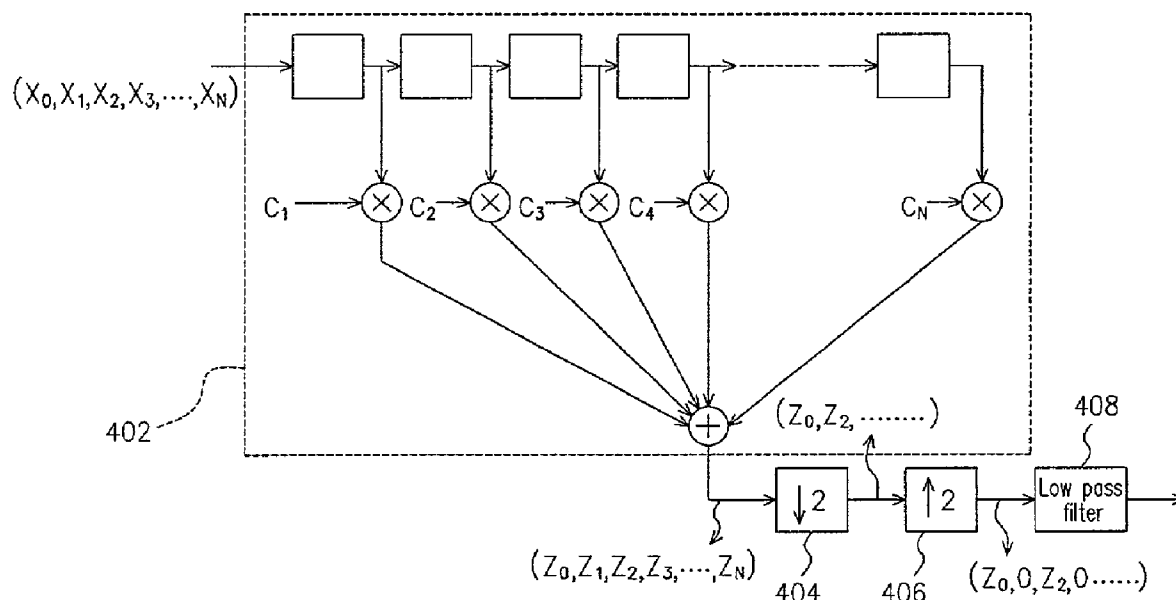 (X₀,X₁,X₂,X₃,....,X_N)
C₁
C₂
C₃
C₄
C_N
×
×
×
×
×
402
+
(Z₀,Z₂,........)
408
↓2
↑2
Low pass
filter
(Z₀,Z₁,Z₂,Z₃,....,Z_N)
404
406
(Z₀,0,Z₂,0......)